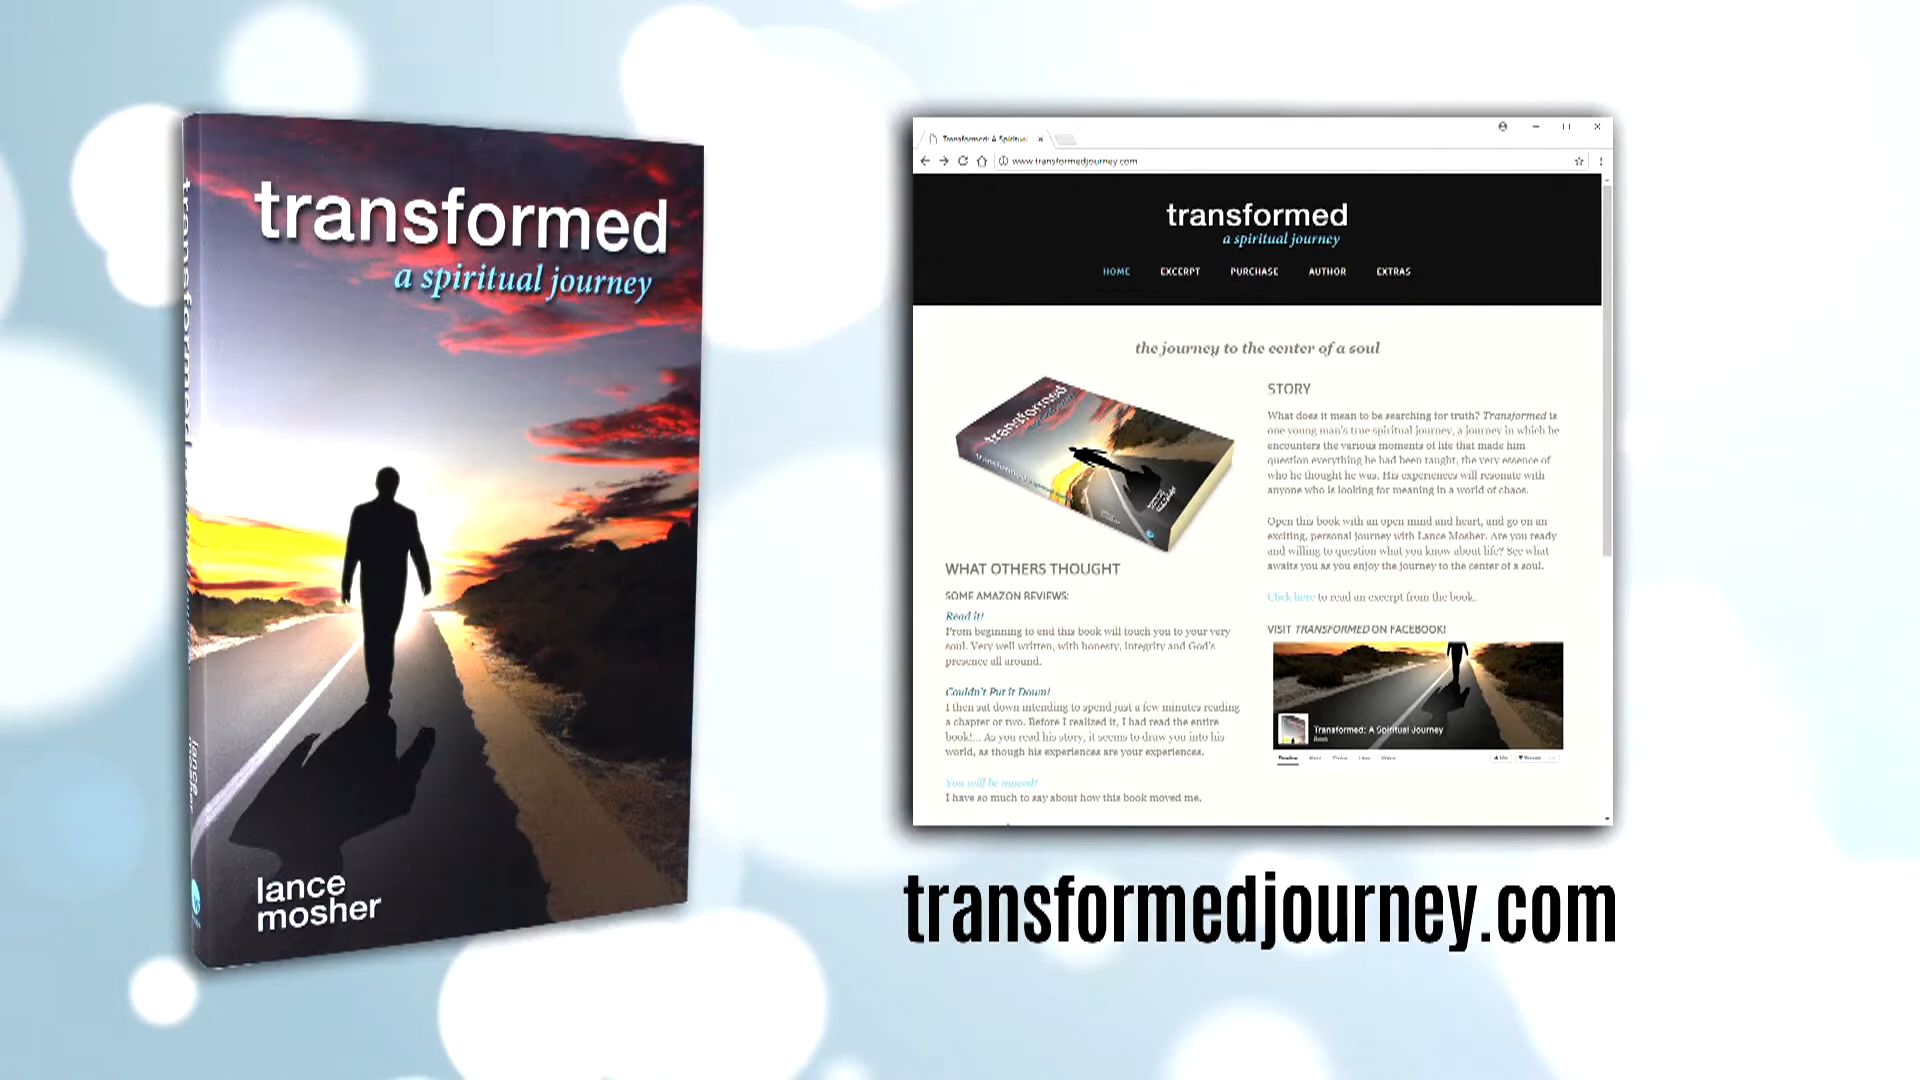 transformed
a spiritual journey
lance
mosher
Transformed: A Spiritual
www.transformedjourney.com
transformed
a spiritual journey
HOME EXCERPT PURCHASE AUTHOR EXTRAS
the journey to the center of a soul
transformed
WHAT OTHERS THOUGHT
SOME AMAZON REVIEWS:
Read it!
From beginning to end this book will touch you to your very
soul. Very well written, with honesty, integrity and God's
presence all around.
Couldn't Put it Down!
I then sat down intending to spend just a few minutes reading
a chapter or two. Before I realized it, I had read the entire
book!... As you read his story, it seems to draw you into his
world, as though his experiences are your experiences.
You will be moved!
I have so much to say about how this book moved me.
STORY
What does it mean to be searching for truth? Transformed is
one young man's true spiritual journey, a journey in which he
encounters the various moments of life that made him
question everything he had been taught, the very essence of
who he thought he was. His experiences will resonate with
anyone who is looking for meaning in a world of chaos.
Open this book with an open mind and heart, and go on an
exciting, personal journey with Lance Mosher. Are you ready
and willing to question what you know about life? See what
awaits you as you enjoy the journey to the center of a soul.
Click here to read an excerpt from the book.
VISIT TRANSFORMED ON FACEBOOK!
Transformed: A Spiritual Journey
Book
Timeline About Photos Likes Videos
transformedjourney.com